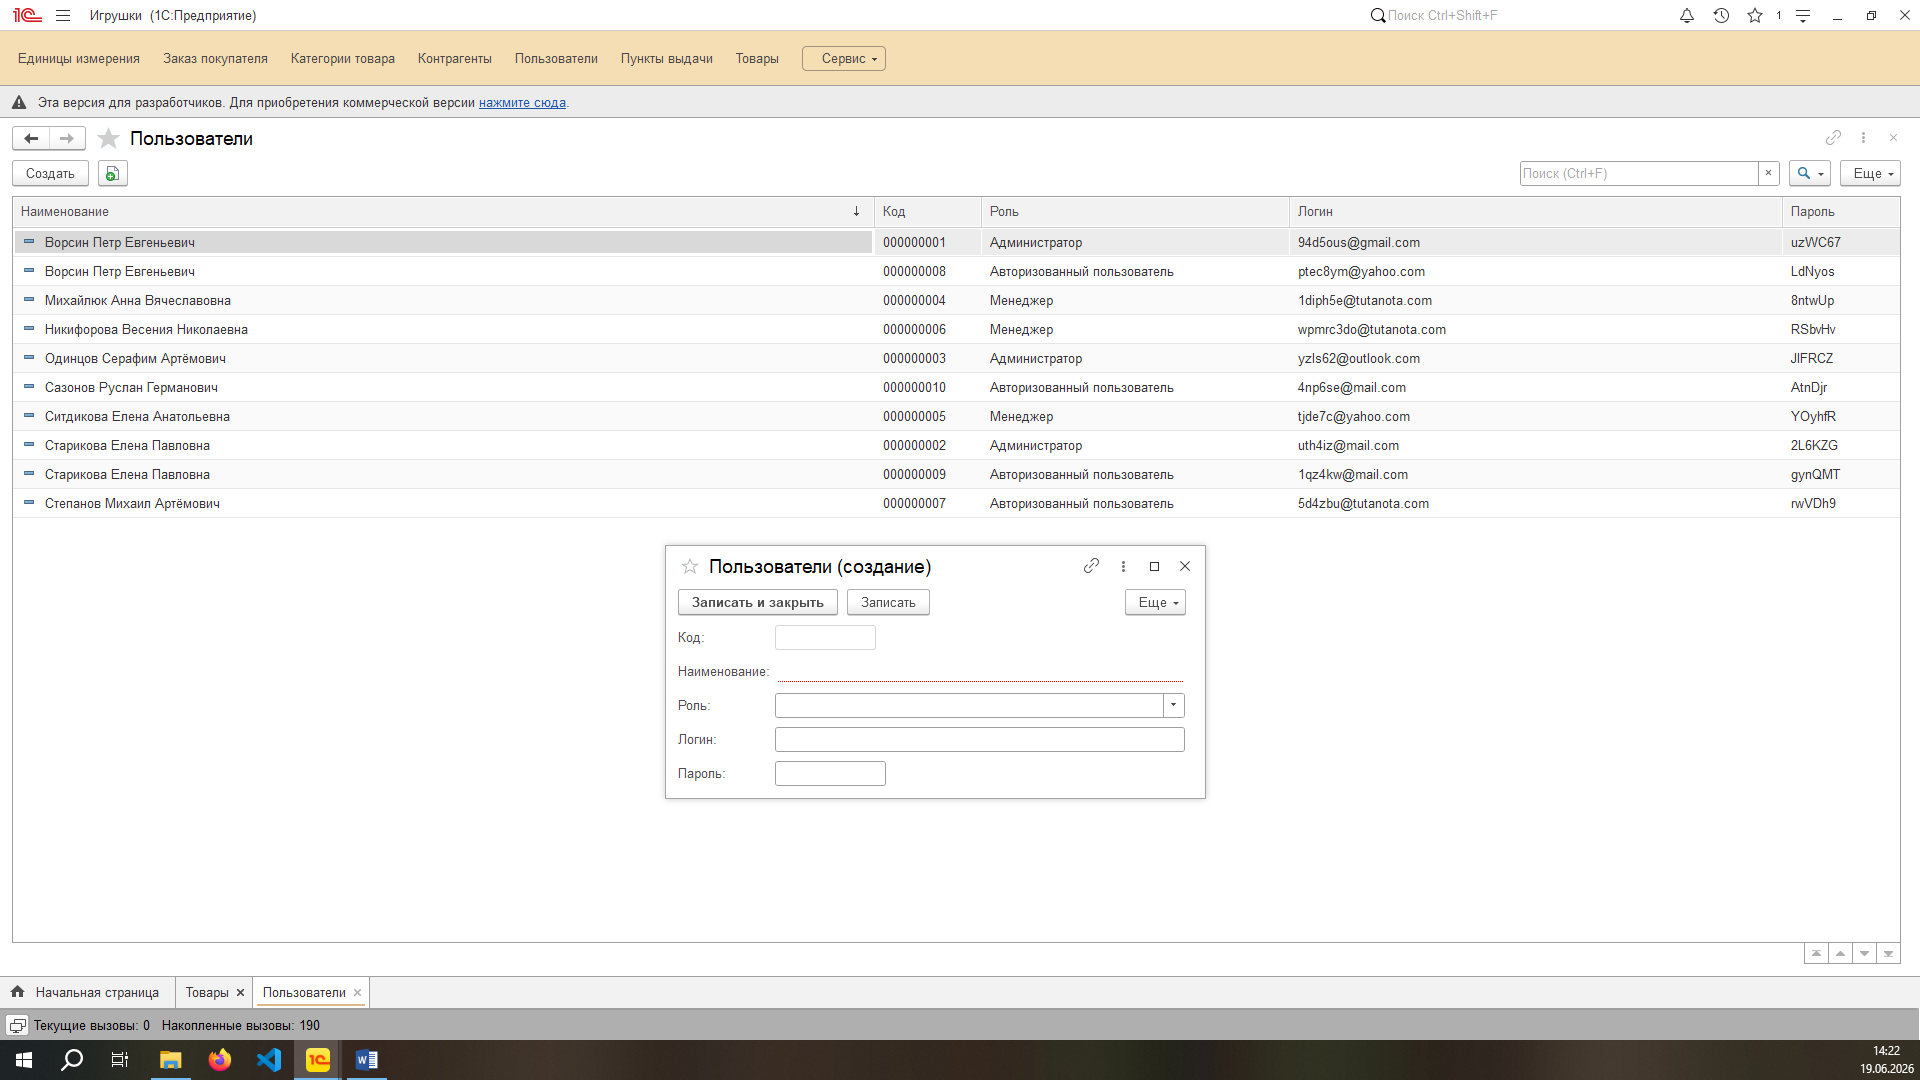 Игрушки (1С:Предприятие)
Поиск Ctrl+Shift+F
1
Единицы измерения Заказ покупателя Категории товара Контрагенты Пользователи Пункты выдачи Товары Сервис
Эта версия для разработчиков. Для приобретения коммерческой версии нажмите сюда.
Пользователи
Создать
Поиск (Ctrl+F)
×
Еще
Наименование ↓ Код Роль Логин Пароль
Ворсин Петр Евгеньевич 000000001 Администратор 94d5ous@gmail.com uzWC67
Ворсин Петр Евгеньевич 000000008 Авторизованный пользователь ptec8ym@yahoo.com LdNyos
Михайлюк Анна Вячеславовна 000000004 Менеджер 1diph5e@tutanota.com 8ntwUp
Никифорова Весения Николаевна 000000006 Менеджер wpmrc3do@tutanota.com RSbvHv
Одинцов Серафим Артёмович 000000003 Администратор yzls62@outlook.com JlFRCZ
Сазонов Руслан Германович 000000010 Авторизованный пользователь 4np6se@mail.com AtnDjr
Ситдикова Елена Анатольевна 000000005 Менеджер tjde7c@yahoo.com YOyhfR
Старикова Елена Павловна 000000002 Администратор uth4iz@mail.com 2L6KZG
Старикова Елена Павловна 000000009 Авторизованный пользователь 1qz4kw@mail.com gynQMT
Степанов Михаил Артёмович 000000007 Авторизованный пользователь 5d4zbu@tutanota.com rwVDh9
Пользователи (создание)
Записать и закрыть Записать Еще
Код:
Наименование:
Роль:
Логин:
Пароль:
Начальная страница Товары × Пользователи ×
Текущие вызовы: 0 Накопленные вызовы: 190
14:22
19.06.2026